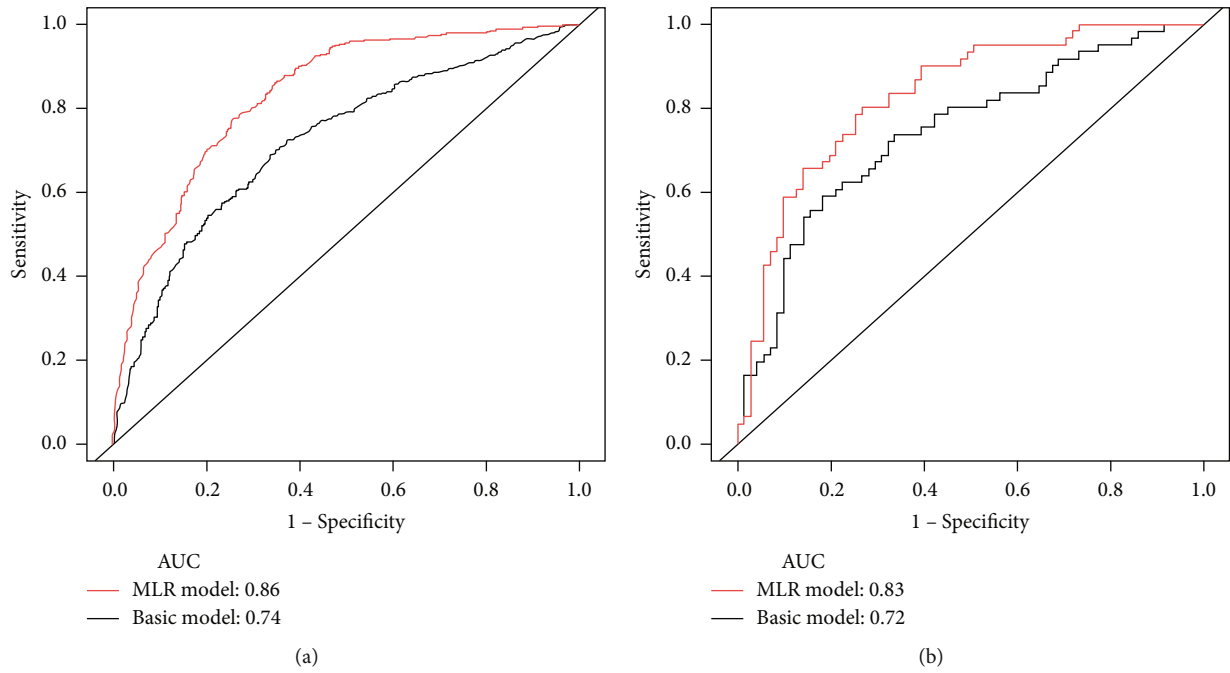 1.0
0.8
0.6
0.4
0.2
0.0
Sensitivity
0.0 0.2 0.4 0.6 0.8 1.0
1 – Specificity
AUC
MLR model: 0.86
Basic model: 0.74
(a)
1.0
0.8
0.6
0.4
0.2
0.0
Sensitivity
0.0 0.2 0.4 0.6 0.8 1.0
1 – Specificity
AUC
MLR model: 0.83
Basic model: 0.72
(b)